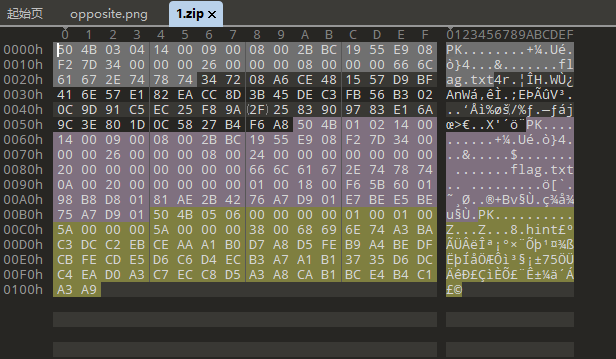 起始页 opposite.png 1.zip ×
0 1 2 3 4 5 6 7 8 9 A B C D E F 0123456789ABCDEF
0000h 50 4B 03 04 14 00 09 00 08 00 2B BC 19 55 E9 08 PK........+¼.Ué.
0010h F2 7D 34 00 00 00 26 00 00 00 08 00 00 00 66 6C ò}4...&.......fl
0020h 61 67 2E 74 78 74 34 72 08 A6 CE 48 15 57 D9 BF ag.txt4r.¦ÎH.WÙ¿
0030h 41 6E 57 E1 82 EA CC 8D 3B 45 DE C3 FB 56 B3 02 AnWá‚êÌ.;EÞÃûV³.
0040h 0C 9D 91 C5 EC 25 F8 9A (2F) 25 83 90 97 83 E1 6A ..‘Åì%øš/%ƒ.—ƒáj
0050h 9C 3E 80 1D 0C 58 27 B4 F6 A8 50 4B 01 02 14 00 œ>€..X'´ö¨PK....
0060h 14 00 09 00 08 00 2B BC 19 55 E9 08 F2 7D 34 00 ......+¼.Ué.ò}4.
0070h 00 00 26 00 00 00 08 00 24 00 00 00 00 00 00 00 ..&.....$.......
0080h 20 00 00 00 00 00 00 00 66 6C 61 67 2E 74 78 74 .......flag.txt
0090h 0A 00 20 00 00 00 00 00 01 00 18 00 F6 5B 60 01 .. .........ö[`.
00A0h 98 B8 D8 01 81 AE 2B 42 76 A7 D9 01 E7 BE E5 BE ˜¸Ø..®+Bv§Ù.ç¾å¾
00B0h 75 A7 D9 01 50 4B 05 06 00 00 00 00 01 00 01 00 u§Ù.PK..........
00C0h 5A 00 00 00 5A 00 00 00 38 00 68 69 6E 74 A3 BA Z...Z...8.hint£º
00D0h C3 DC C2 EB CE AA A1 B0 D7 A8 D5 FE B9 A4 BE DF ÃÜÂëÎª¡°×¨Õþ¹¤¾ß
00E0h CB FE CD E5 D6 C6 D4 EC B3 A7 A1 B1 37 35 D6 DC ËþÍåÖÆÔì³§¡±75ÖÜ
00F0h C4 EA D0 A3 C7 EC C8 D5 A3 A8 CA B1 BC E4 B4 C1 ÄêÐ£ÇìÈÕ£¨Ê±¼ä´Á
0100h A3 A9 £©